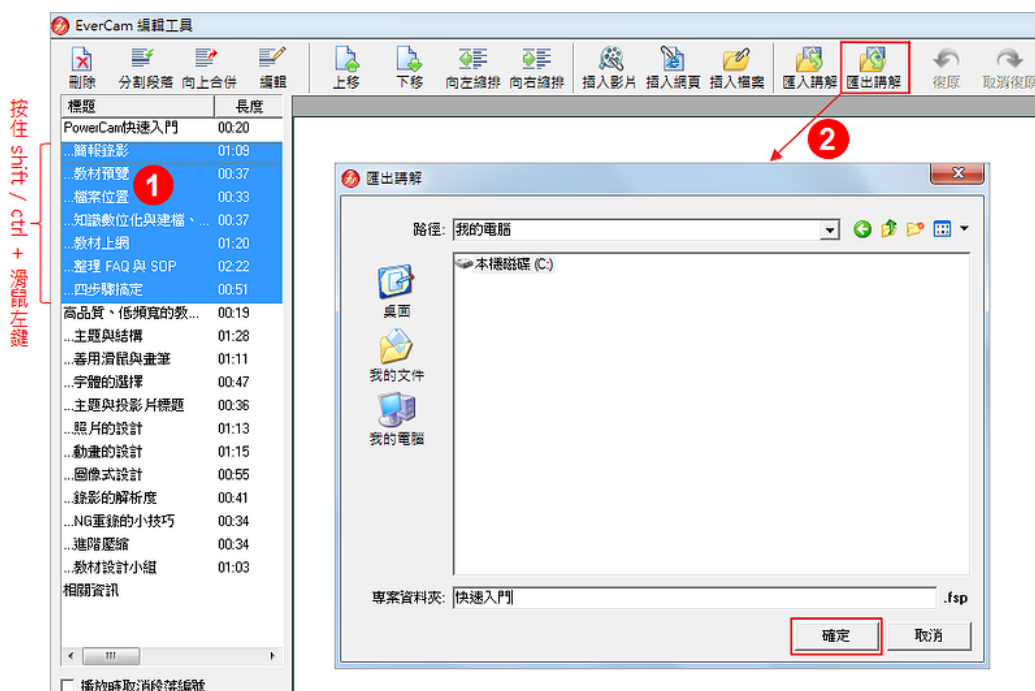 EverCam 編輯工具
刪除 分割段落 向上合併 編輯 上移 下移 向左縮排 向右縮排 插入影片 插入網頁 插入檔案 匯入講解 匯出講解 復原 取消復原
標題 長度
PowerCam快速入門 00:20
...簡報錄影 01:09
...教材預覽 00:37
...檔案位置 00:33
...知識數位化與建檔、... 00:37
...教材上網 01:20
...整理 FAQ 與 SOP 02:22
...四步驟搞定 00:51
高品質、低頻寬的教... 00:19
...主題與結構 01:28
...善用滑鼠與畫筆 01:11
...字體的選擇 00:47
...主題與投影片標題 00:36
...照片的設計 01:13
...動畫的設計 01:15
...圖像式設計 00:55
...錄影的解析度 00:41
...NG重錄的小技巧 00:34
...進階壓縮 00:34
...教材設計小組 01:03
相關資訊
播放時取消段落編號
按住 shift / ctrl + 滑鼠左鍵
1
2
匯出講解
路徑: 我的電腦
本機磁碟 (C:)
桌面
我的文件
我的電腦
專案資料夾: 快速入門 .fsp
確定 取消